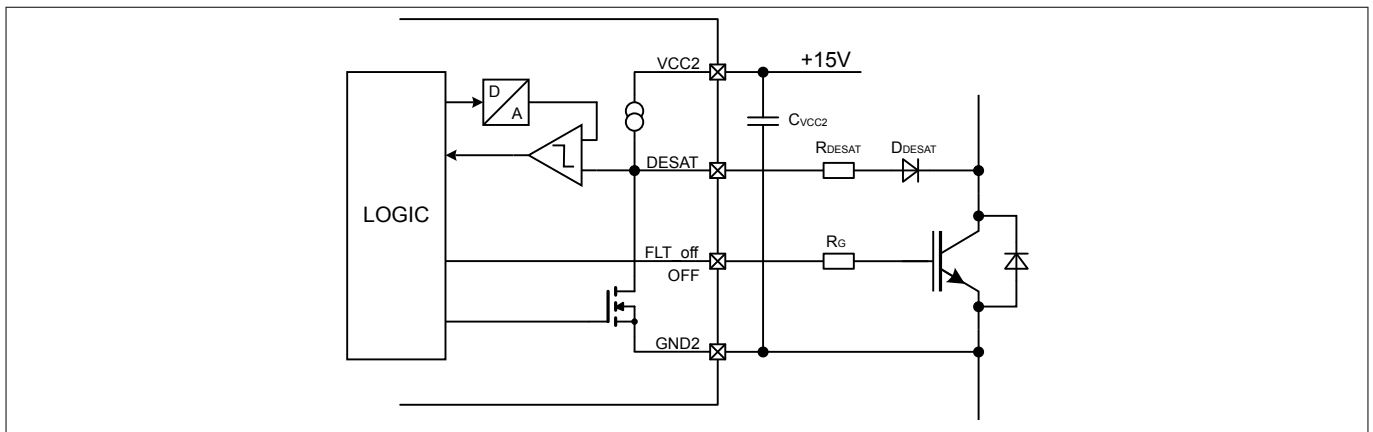 VCC2
+15V
D
A
CVCC2
DESAT
RDESAT
DDESAT
LOGIC
FLT_off
RG
OFF
GND2